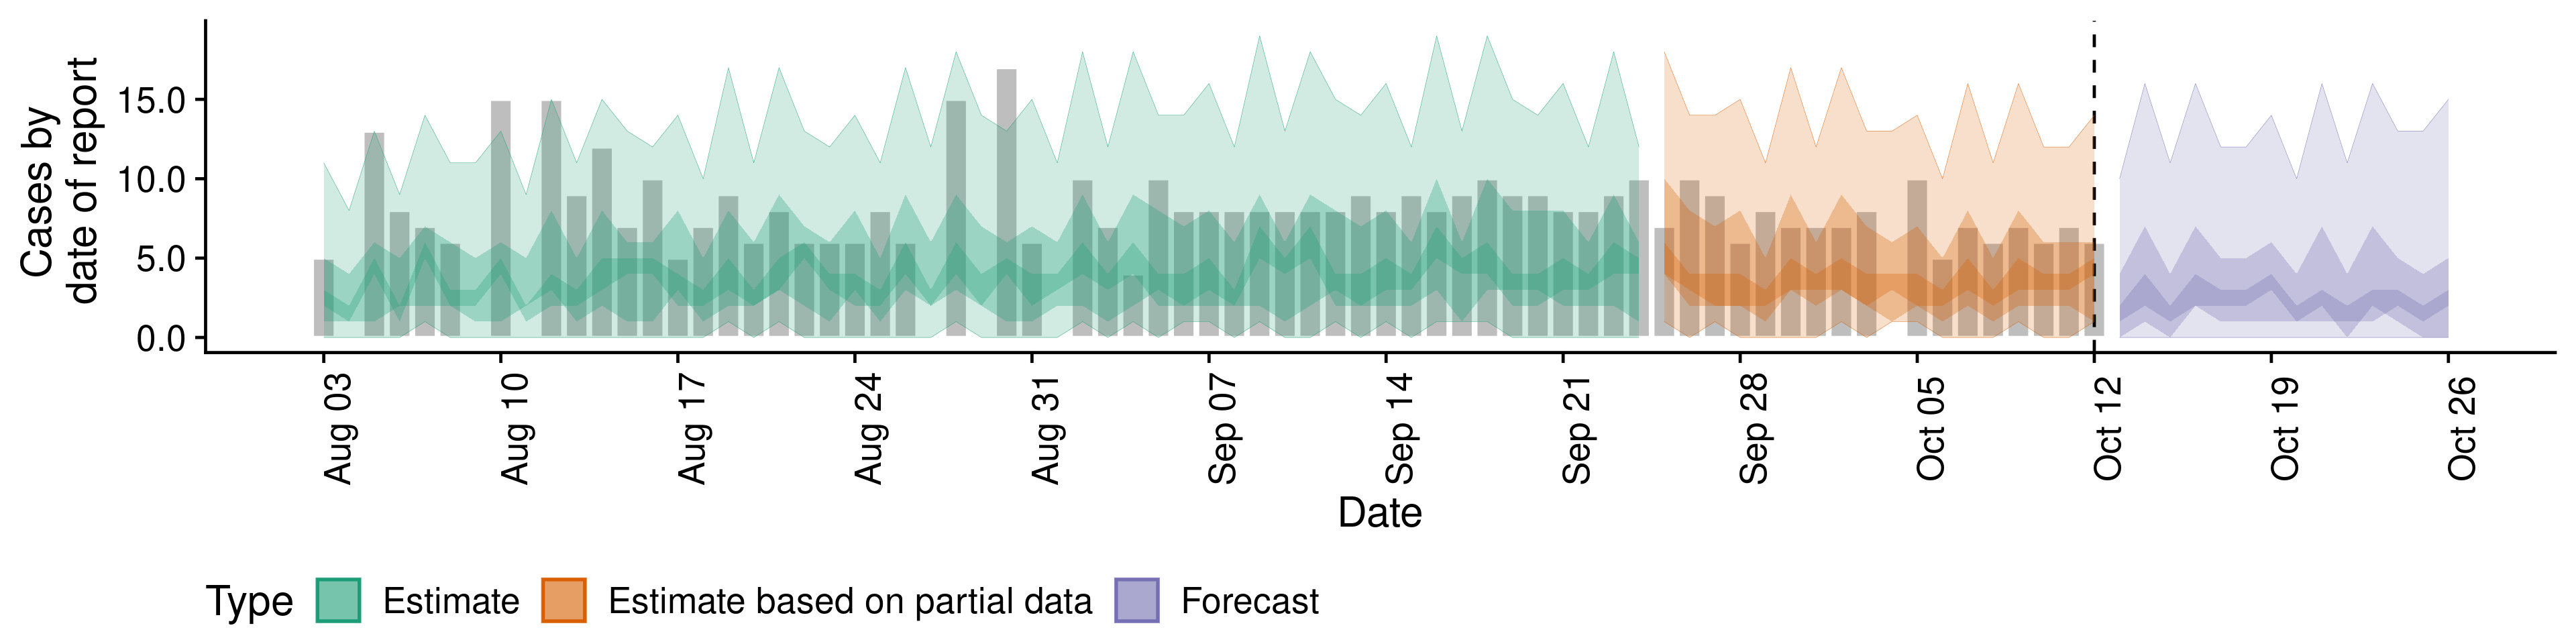 Cases by
date of report
15.0
10.0
5.0
0.0
Aug 03
Aug 10
Aug 17
Aug 24
Aug 31
Sep 07
Sep 14
Sep 21
Sep 28
Oct 05
Oct 12
Oct 19
Oct 26
Date
Type Estimate Estimate based on partial data Forecast